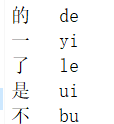 的 de
一 yi
了 le
是 ui
不 bu